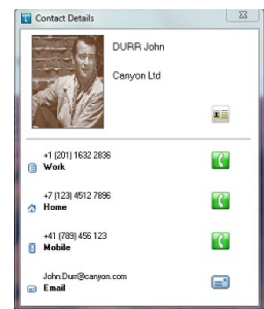 Contact Details
DURR John
Canyon Ltd
+1 (201) 1632 2836
Work
+7 (123) 4512 7896
Home
+41 (789) 456 123
Mobile
John.Durr@canyon.com
Email